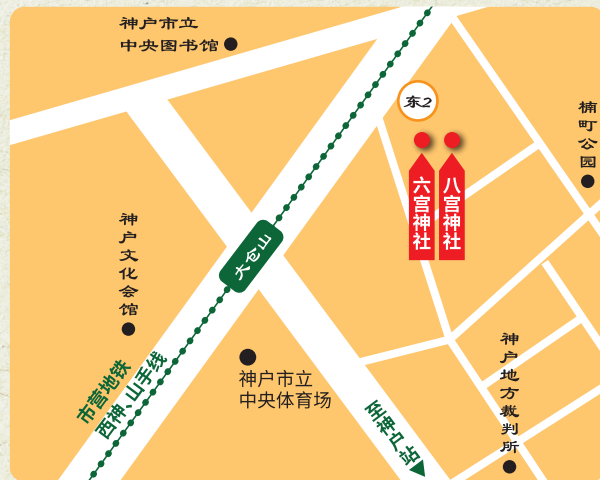 神户市立
中央图书馆
东2
楠町公园
六宫神社
八宫神社
神户文化会馆
大仓山
市营地铁
西神、山手线
神户市立
中央体育场
至神户站
神户地方裁判所